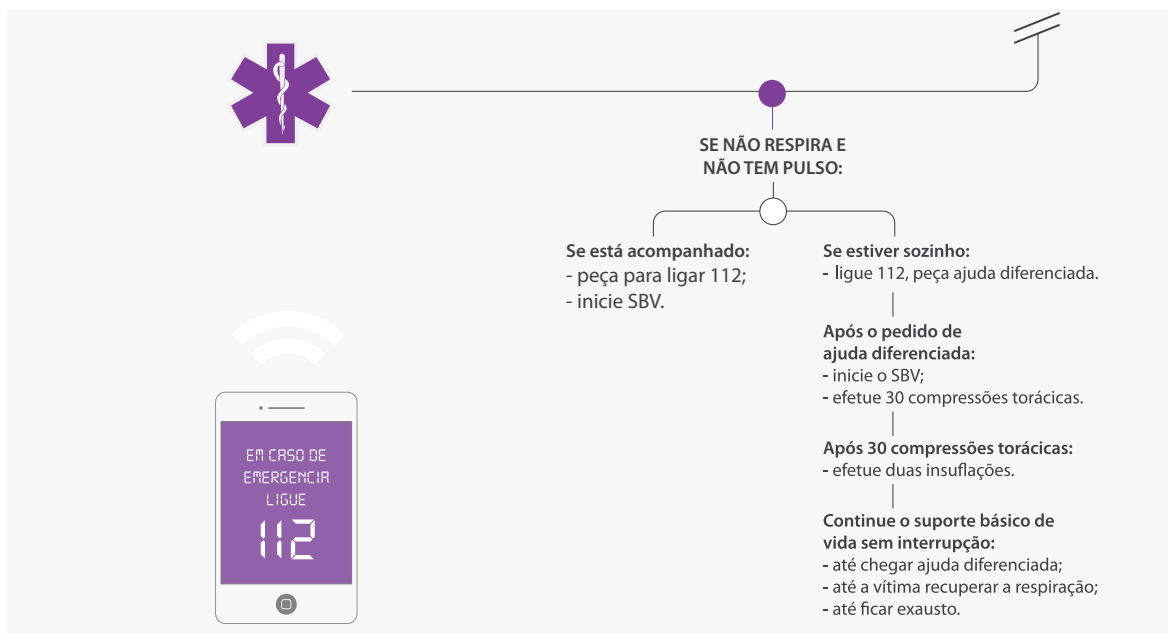 SE NÃO RESPIRA E
NÃO TEM PULSO:
Se está acompanhado:
- peça para ligar 112;
- inicie SBV.
Se estiver sozinho:
- ligue 112, peça ajuda diferenciada.
Após o pedido de
ajuda diferenciada:
- inicie o SBV;
- efetue 30 compressões torácicas.
Após 30 compressões torácicas:
- efetue duas insuflações.
Continue o suporte básico de
vida sem interrupção:
- até chegar ajuda diferenciada;
- até a vítima recuperar a respiração;
- até ficar exausto.
EM CASO DE
EMERGENCIA
LIGUE
112